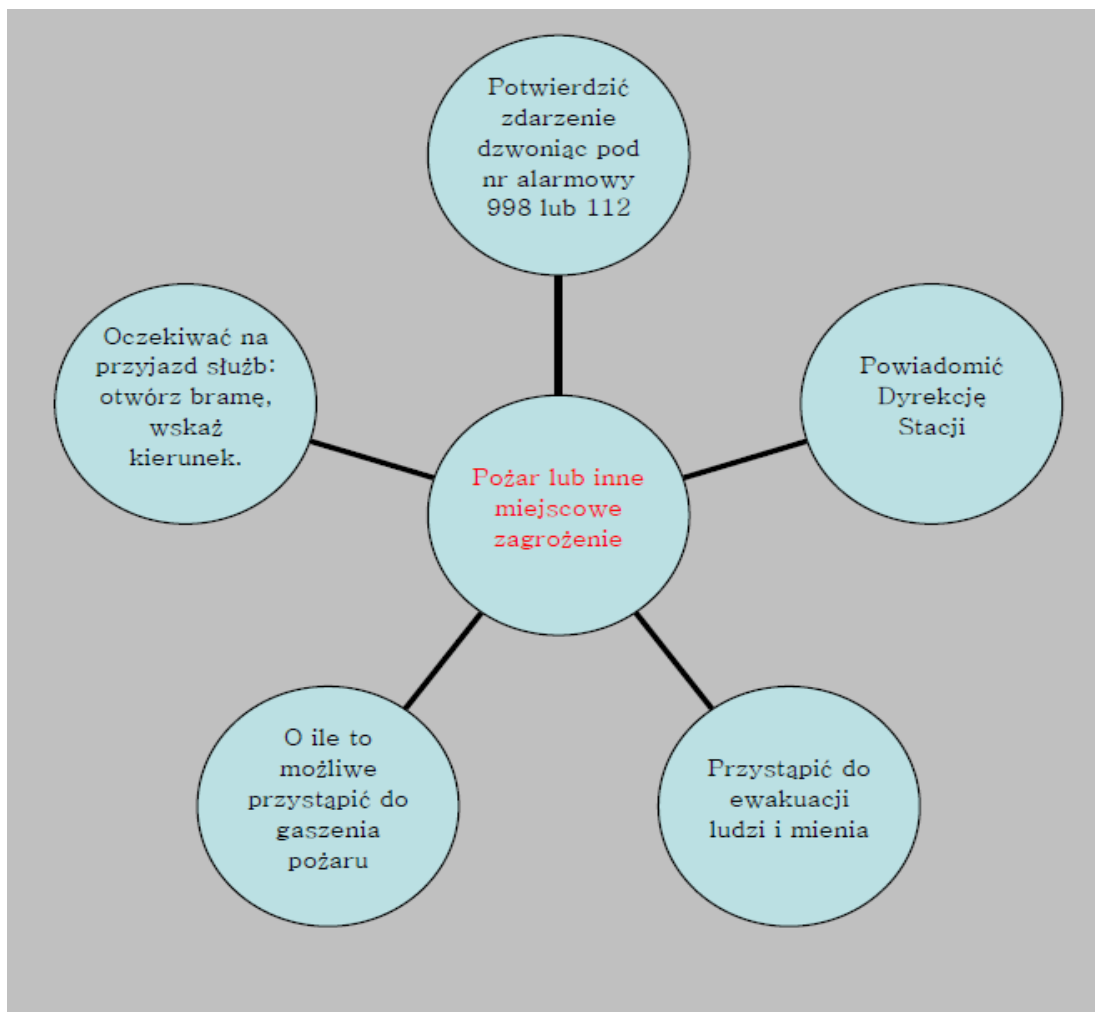 Potwierdzić
zdarzenie
dzwoniąc pod
nr alarmowy
998 lub 112
Oczekiwać na
przyjazd służb:
otwórz bramę,
wskaż
kierunek.
Powiadomić
Dyrekcję
Stacji
Pożar lub inne
miejscowe
zagrożenie
O ile to
możliwe
przystąpić do
gaszenia
pożaru
Przystąpić do
ewakuacji
ludzi i mienia